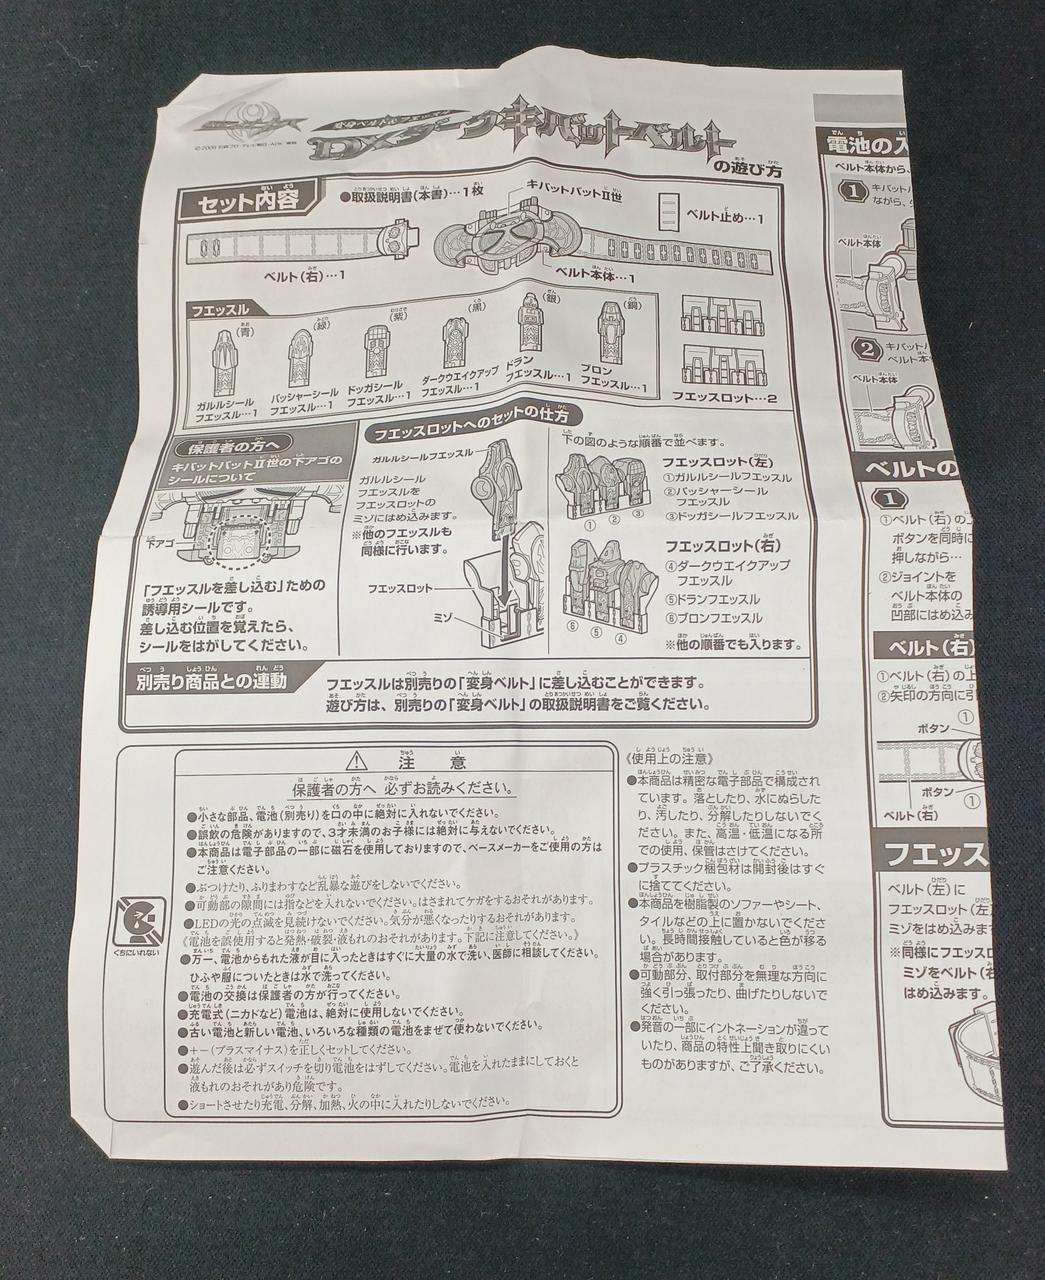 変身ベルト&フエッスル
DXダークキバットベルト
の遊び方
セット内容
●取扱説明書(本書)…1枚
キバットバットⅡ世
ベルト止め…1
ベルト(右)…1
ベルト本体…1
フエッスル
(青)
(緑)
(紫)
(黒)
(銀)
(銅)
ガルルシール
フエッスル…1
バッシャーシール
フエッスル…1
ドッガシール
フエッスル…1
ダークウエイクアップ
フエッスル…1
ドラン
フエッスル…1
ブロン
フエッスル…1
フエッスロット…2
保護者の方へ
キバットバットⅡ世の下アゴの
シールについて
下アゴ
「フエッスルを差し込む」ための
誘導用シールです。
差し込む位置を覚えたら、
シールをはがしてください。
フエッスロットへのセットの仕方
ガルルシールフエッスル
ガルルシール
フエッスルを
フエッスロットの
ミゾにはめ込みます。
※他のフエッスルも
同様に行います。
フエッスロット
ミゾ
下の図のような順番で並べます。
フエッスロット(左)
①ガルルシールフエッスル
②バッシャーシール
フエッスル
③ドッガシールフエッスル
① ② ③
フエッスロット(右)
④ダークウエイクアップ
フエッスル
⑤ドランフエッスル
⑥ブロンフエッスル
⑥ ⑤ ④
※他の順番でも入ります。
別売り商品との連動
フエッスルは別売りの「変身ベルト」に差し込むことができます。
遊び方は、別売りの「変身ベルト」の取扱説明書をご覧ください。
注意
保護者の方へ 必ずお読みください。
●小さな部品、電池(別売り)を口の中に絶対に入れないでください。
●誤飲の危険がありますので、3才未満のお子様には絶対に与えないでください。
●本商品は電子部品の一部に磁石を使用しておりますので、ペースメーカーをご使用の方は
ご注意ください。
●ぶつけたり、ふりまわすなど乱暴な遊びをしないでください。
●可動部の隙間には指などを入れないでください。はさまれてケガをするおそれがあります。
●LEDの光の点滅を見続けないでください。気分が悪くなったりするおそれがあります。
《電池を誤使用すると発熱・破裂・液もれのおそれがあります。下記に注意してください。》
●万一、電池からもれた液が目に入ったときはすぐに大量の水で洗い、医師に相談してください。
ひふや服についたときは水で洗ってください。
●電池の交換は保護者の方が行ってください。
●充電式(ニカドなど)電池は、絶対に使用しないでください。
●古い電池と新しい電池、いろいろな種類の電池をまぜて使わないでください。
●+−(プラスマイナス)を正しくセットしてください。
●遊んだ後は必ずスイッチを切り電池をはずしてください。電池を入れたままにしておくと
液もれのおそれがあり危険です。
●ショートさせたり充電、分解、加熱、火の中に入れたりしないでください。
くちにいれない
《使用上の注意》
●本商品は精密な電子部品で構成され
ています。落としたり、水にぬらした
り、汚したり、分解したりしないでく
ださい。また、高温・低温になる所
での使用、保管はさけてください。
●プラスチック梱包材は開封後はすぐ
に捨ててください。
●本商品を樹脂製のソファーやシート、
タイルなどの上に置かないでくださ
い。長時間接触していると色が移る
場合があります。
●可動部分、取付部分を無理な方向に
強く引っ張ったり、曲げたりしないで
ください。
●発音の一部にイントネーションが違って
いたり、商品の特性上聞き取りにくい
ものがありますが、ご了承ください。
電池の入
ベルト本体から、
1
キバット
ながら、
ベルト本体
2
キバット
ベルト本
ベルト本体
ベルトの
1
①ベルト(右)の上
ボタンを同時に
押しながら…
②ジョイントを
ベルト本体の
凹部にはめ込み
ベルト(右)
①ベルト(右)の上
②矢印の方向に引
ボタン
①
ボタン
①
ベルト(右)
フエッス
ベルト(左)に
フエッスロット(左
ミゾをはめ込みま
※同様にフエッスロ
ミゾをベルト(右
はめ込みます。